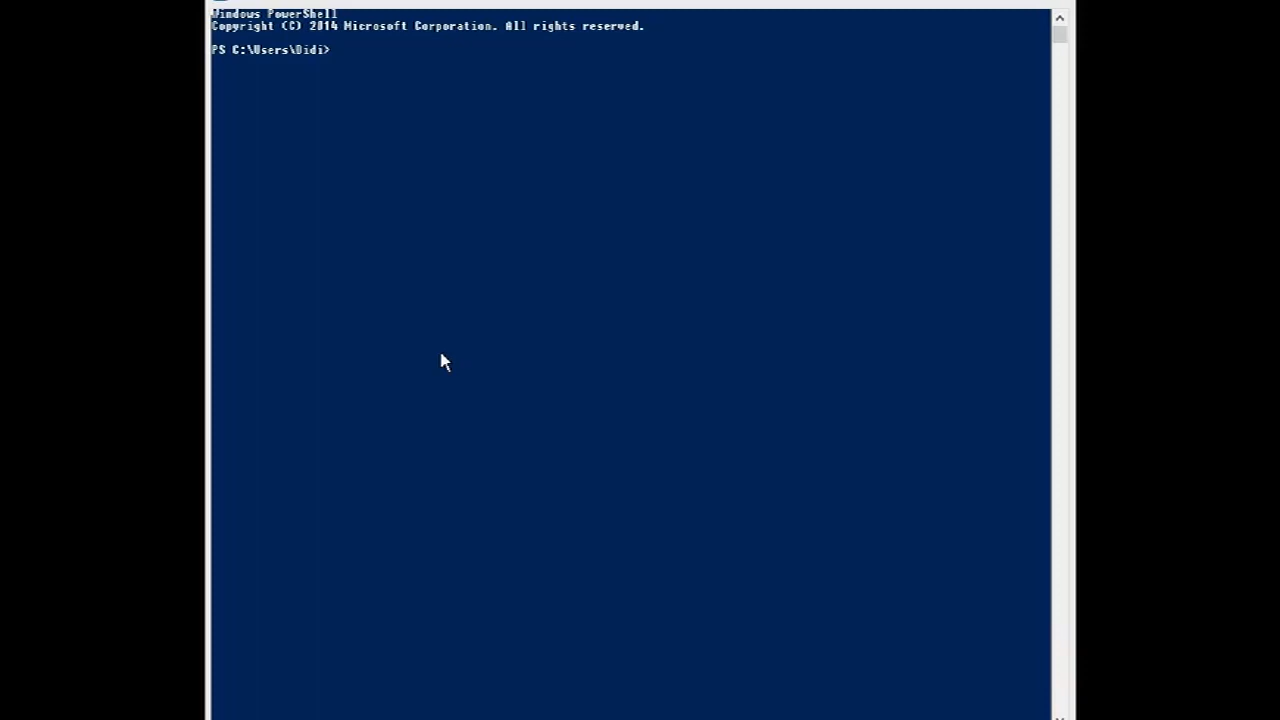 Windows PowerShell
Copyright (C) 2014 Microsoft Corporation. All rights reserved.
PS C:\Users\Didi>